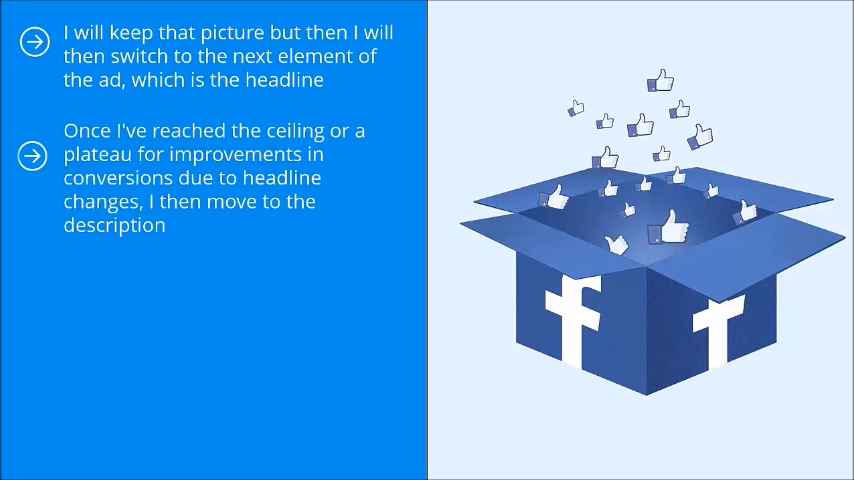 I will keep that picture but then I will
then switch to the next element of
the ad, which is the headline
Once I've reached the ceiling or a
plateau for improvements in
conversions due to headline
changes, I then move to the
description
f
f